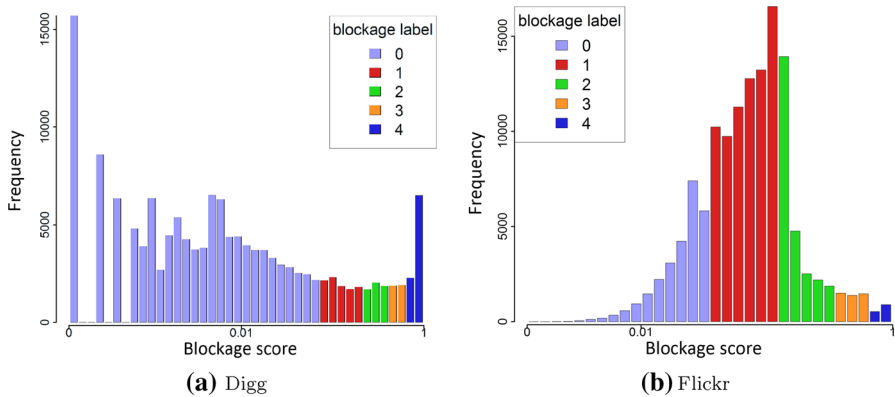 blockage label
0
1
2
3
4
Frequency
15000
10000
5000
0
0 0.01 1
Blockage score
(a) Digg
blockage label
0
1
2
3
4
Frequency
15000
10000
5000
0
0 0.01 1
Blockage score
(b) Flickr